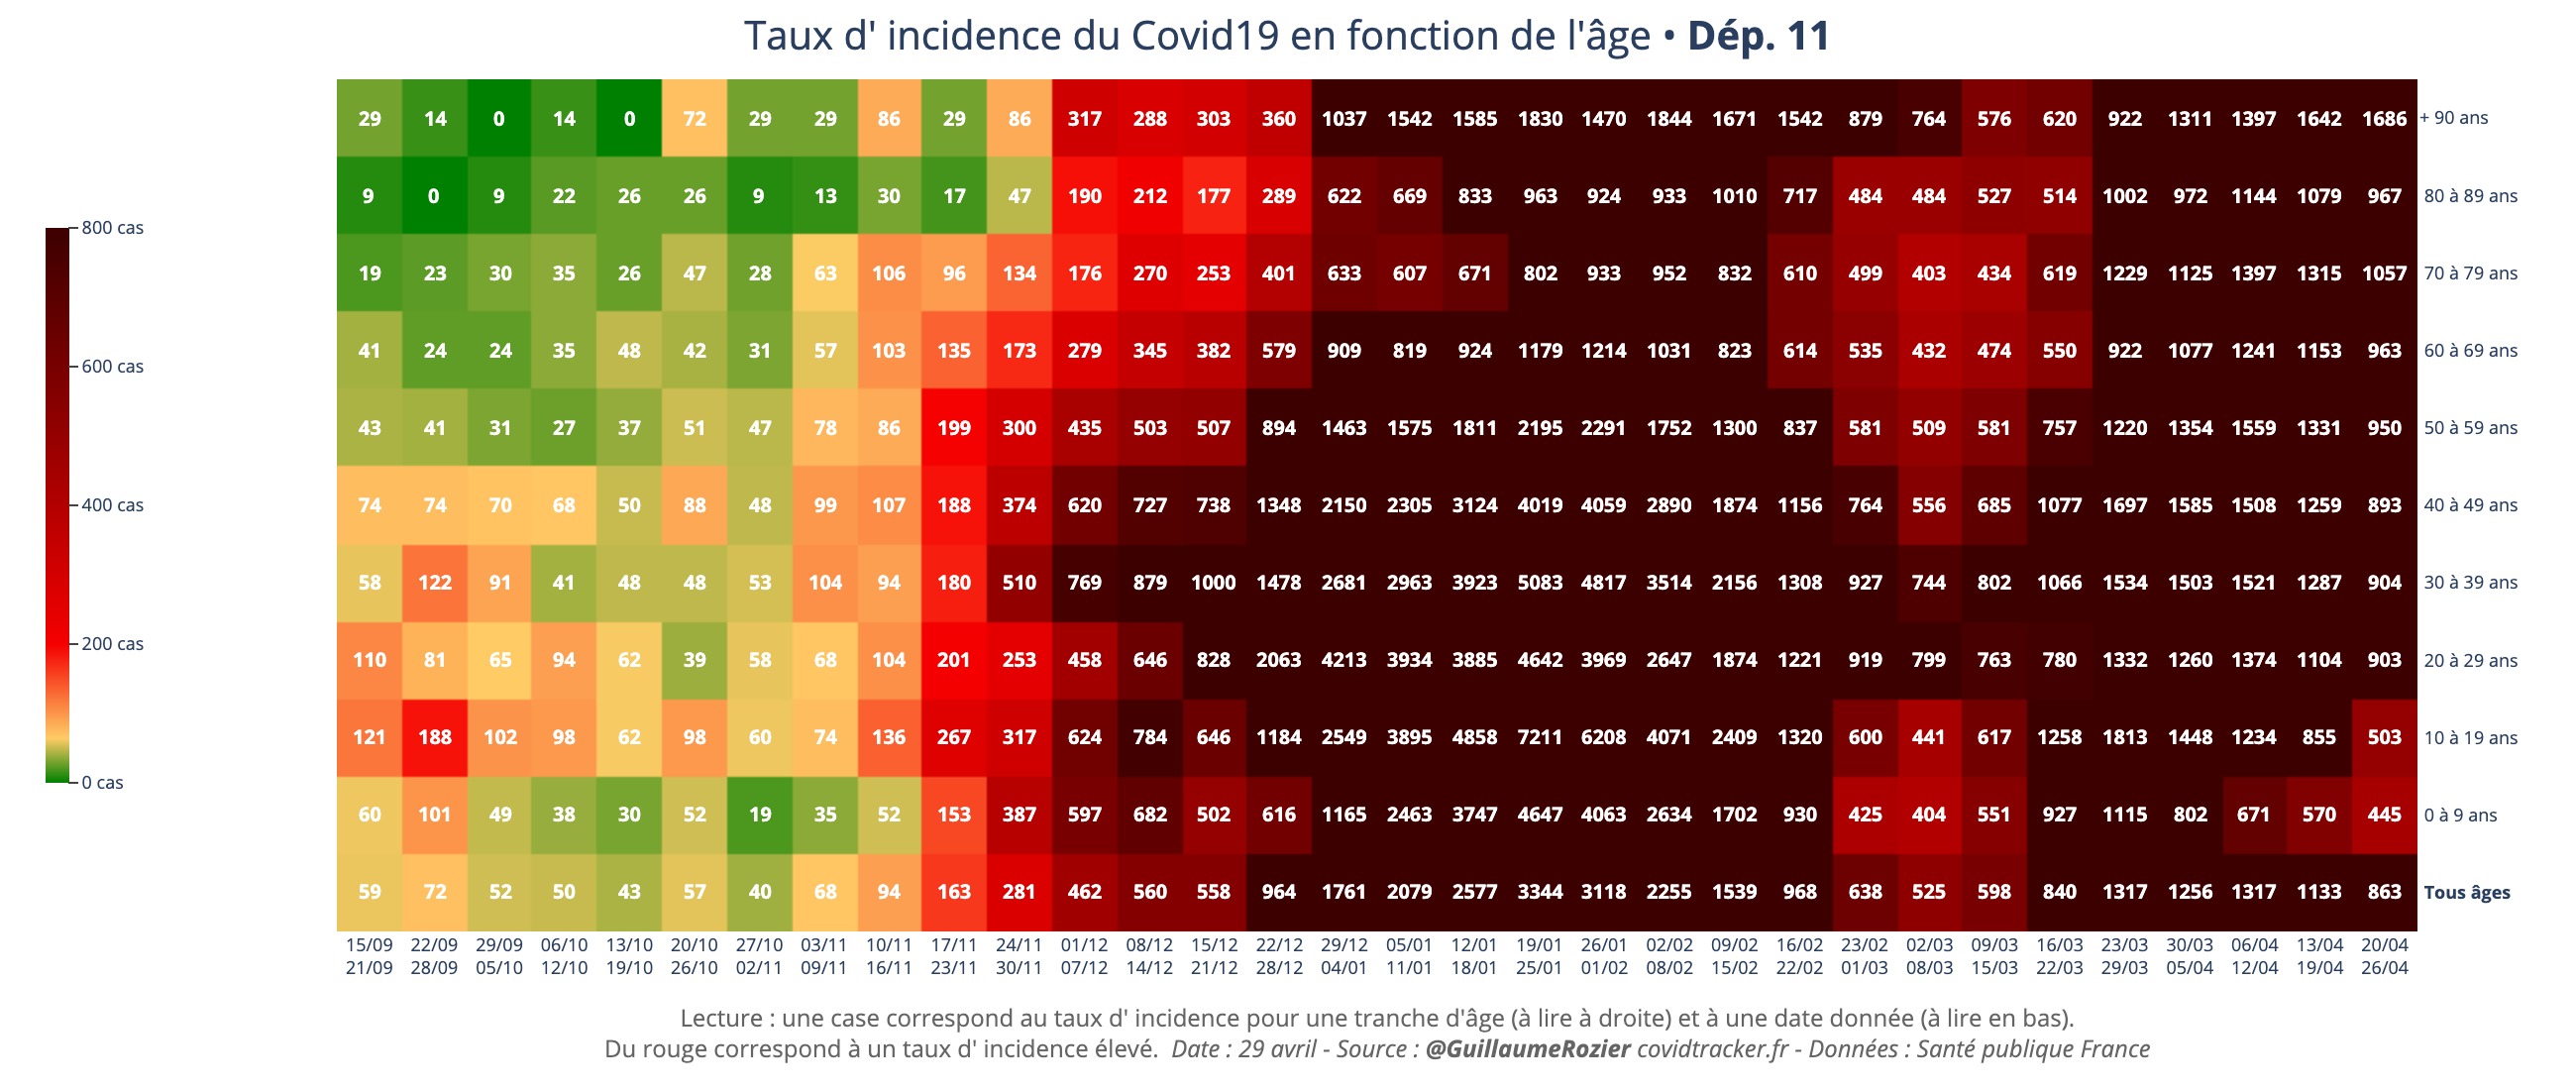 Taux d' incidence du Covid19 en fonction de l'âge • Dép. 11
800 cas
600 cas
400 cas
200 cas
0 cas
29 14 0 14 0 72 29 29 86 29 86 317 288 303 360 1037 1542 1585 1830 1470 1844 1671 1542 879 764 576 620 922 1311 1397 1642 1686 + 90 ans
9 0 9 22 26 26 9 13 30 17 47 190 212 177 289 622 669 833 963 924 933 1010 717 484 484 527 514 1002 972 1144 1079 967 80 à 89 ans
19 23 30 35 26 47 28 63 106 96 134 176 270 253 401 633 607 671 802 933 952 832 610 499 403 434 619 1229 1125 1397 1315 1057 70 à 79 ans
41 24 24 35 48 42 31 57 103 135 173 279 345 382 579 909 819 924 1179 1214 1031 823 614 535 432 474 550 922 1077 1241 1153 963 60 à 69 ans
43 41 31 27 37 51 47 78 86 199 300 435 503 507 894 1463 1575 1811 2195 2291 1752 1300 837 581 509 581 757 1220 1354 1559 1331 950 50 à 59 ans
74 74 70 68 50 88 48 99 107 188 374 620 727 738 1348 2150 2305 3124 4019 4059 2890 1874 1156 764 556 685 1077 1697 1585 1508 1259 893 40 à 49 ans
58 122 91 41 48 48 53 104 94 180 510 769 879 1000 1478 2681 2963 3923 5083 4817 3514 2156 1308 927 744 802 1066 1534 1503 1521 1287 904 30 à 39 ans
110 81 65 94 62 39 58 68 104 201 253 458 646 828 2063 4213 3934 3885 4642 3969 2647 1874 1221 919 799 763 780 1332 1260 1374 1104 903 20 à 29 ans
121 188 102 98 62 98 60 74 136 267 317 624 784 646 1184 2549 3895 4858 7211 6208 4071 2409 1320 600 441 617 1258 1813 1448 1234 855 503 10 à 19 ans
60 101 49 38 30 52 19 35 52 153 387 597 682 502 616 1165 2463 3747 4647 4063 2634 1702 930 425 404 551 927 1115 802 671 570 445 0 à 9 ans
59 72 52 50 43 57 40 68 94 163 281 462 560 558 964 1761 2079 2577 3344 3118 2255 1539 968 638 525 598 840 1317 1256 1317 1133 863 Tous âges
15/09 22/09 29/09 06/10 13/10 20/10 27/10 03/11 10/11 17/11 24/11 01/12 08/12 15/12 22/12 29/12 05/01 12/01 19/01 26/01 02/02 09/02 16/02 23/02 02/03 09/03 16/03 23/03 30/03 06/04 13/04 20/04
21/09 28/09 05/10 12/10 19/10 26/10 02/11 09/11 16/11 23/11 30/11 07/12 14/12 21/12 28/12 04/01 11/01 18/01 25/01 01/02 08/02 15/02 22/02 01/03 08/03 15/03 22/03 29/03 05/04 12/04 19/04 26/04
Lecture : une case correspond au taux d' incidence pour une tranche d'âge (à lire à droite) et à une date donnée (à lire en bas).
Du rouge correspond à un taux d' incidence élevé. Date : 29 avril - Source : @GuillaumeRozier covidtracker.fr - Données : Santé publique France